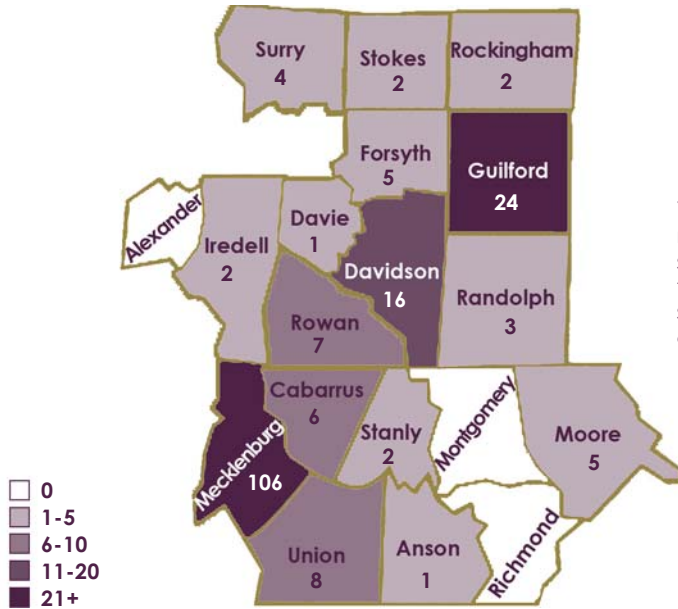 Surry
4
Stokes
2
Rockingham
2
Forsyth
5
Guilford
24
Alexander
Iredell
2
Davie
1
Davidson
16
Randolph
3
Rowan
7
Mecklenburg
106
Cabarrus
6
Stanly
2
Montgomery
Moore
5
Union
8
Anson
1
Richmond
0
1-5
6-10
11-20
21+